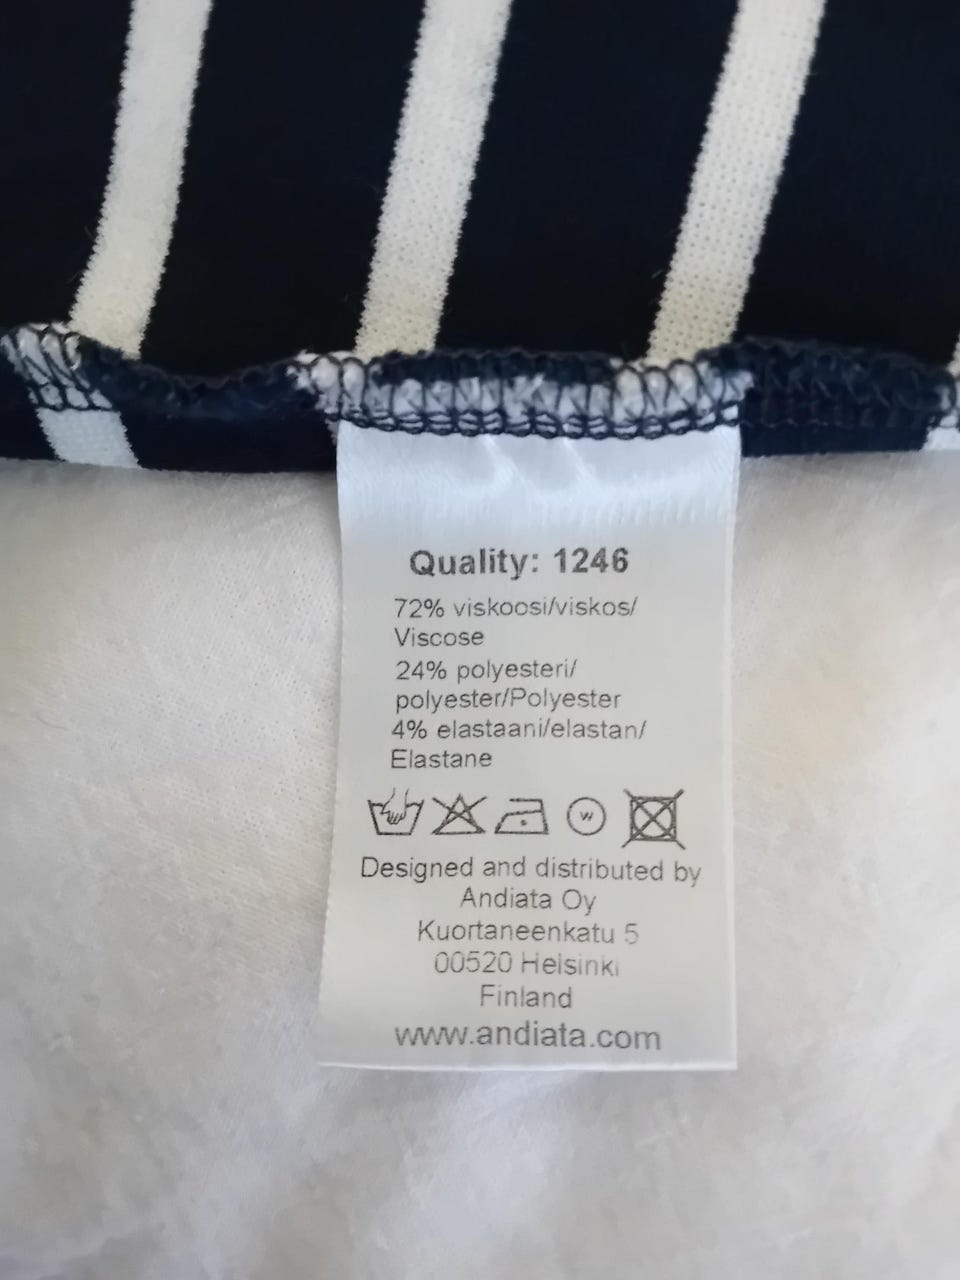 Quality: 1246
72% viskoosi/viskos/
Viscose
24% polyesteri/
polyester/Polyester
4% elastaani/elastan/
Elastane
W
Designed and distributed by
Andiata Oy
Kuortaneenkatu 5
00520 Helsinki
Finland
www.andiata.com